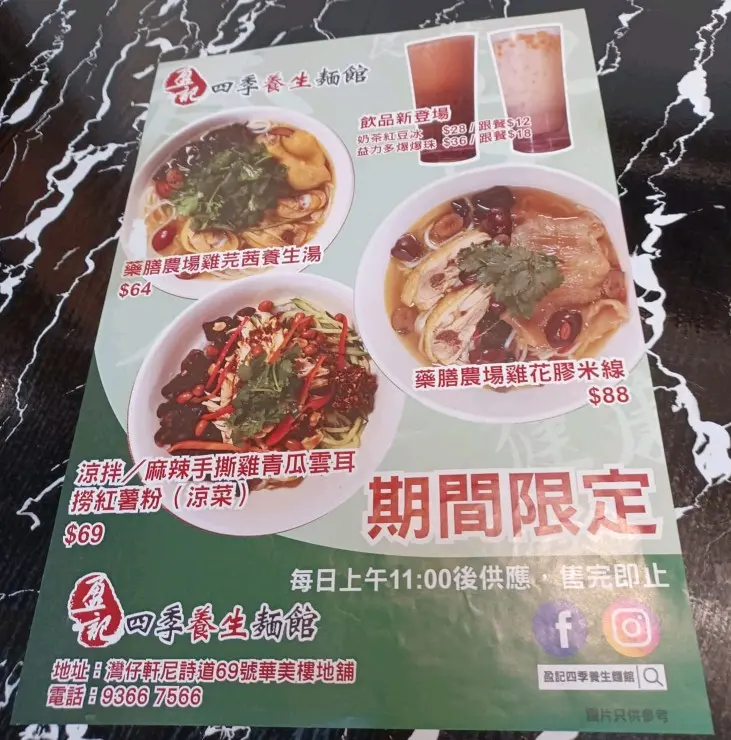 盈記 四季養生麵館
飲品新登場
奶茶紅豆冰 $28 / 跟餐$12
益力多爆爆珠 $36 / 跟餐$18
藥膳農場雞芫茜養生湯
$64
藥膳農場雞花膠米線
$88
涼拌／麻辣手撕雞青瓜雲耳
撈紅薯粉（涼菜）
$69
期間限定
每日上午11:00後供應，售完即止
盈記 四季養生麵館
盈記四季養生麵館
地址：灣仔軒尼詩道69號華美樓地舖
電話：9366 7566
圖片只供參考